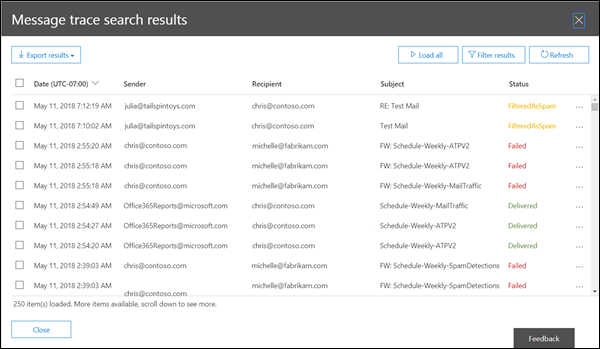 Message trace search results
Export results
Load all
Filter results
Refresh
Date (UTC-07:00) Sender Recipient Subject Status
May 11, 2018 7:12:19 AM julia@tailspintoys.com chris@contoso.com RE: Test Mail FilteredAsSpam ...
May 11, 2018 7:10:02 AM julia@tailspintoys.com chris@contoso.com Test Mail FilteredAsSpam ...
May 11, 2018 2:55:20 AM chris@contoso.com michelle@fabrikam.com FW: Schedule-Weekly-ATPV2 Failed ...
May 11, 2018 2:55:18 AM chris@contoso.com michelle@fabrikam.com FW: Schedule-Weekly-ATPV2 Failed ...
May 11, 2018 2:55:18 AM chris@contoso.com michelle@fabrikam.com FW: Schedule-Weekly-MailTraffic Failed ...
May 11, 2018 2:54:49 AM Office365Reports@microsoft.com chris@contoso.com Schedule-Weekly-MailTraffic Delivered ...
May 11, 2018 2:54:27 AM Office365Reports@microsoft.com chris@contoso.com Schedule-Weekly-ATPV2 Delivered ...
May 11, 2018 2:54:20 AM Office365Reports@microsoft.com chris@contoso.com Schedule-Weekly-ATPV2 Delivered ...
May 11, 2018 2:39:03 AM chris@contoso.com michelle@fabrikam.com FW: Schedule-Weekly-SpamDetections Failed ...
May 11, 2018 2:39:03 AM chris@contoso.com michelle@fabrikam.com FW: Schedule-Weekly-SpamDetections Failed ...
250 item(s) loaded. More items available, scroll down to see more.
Close
Feedback